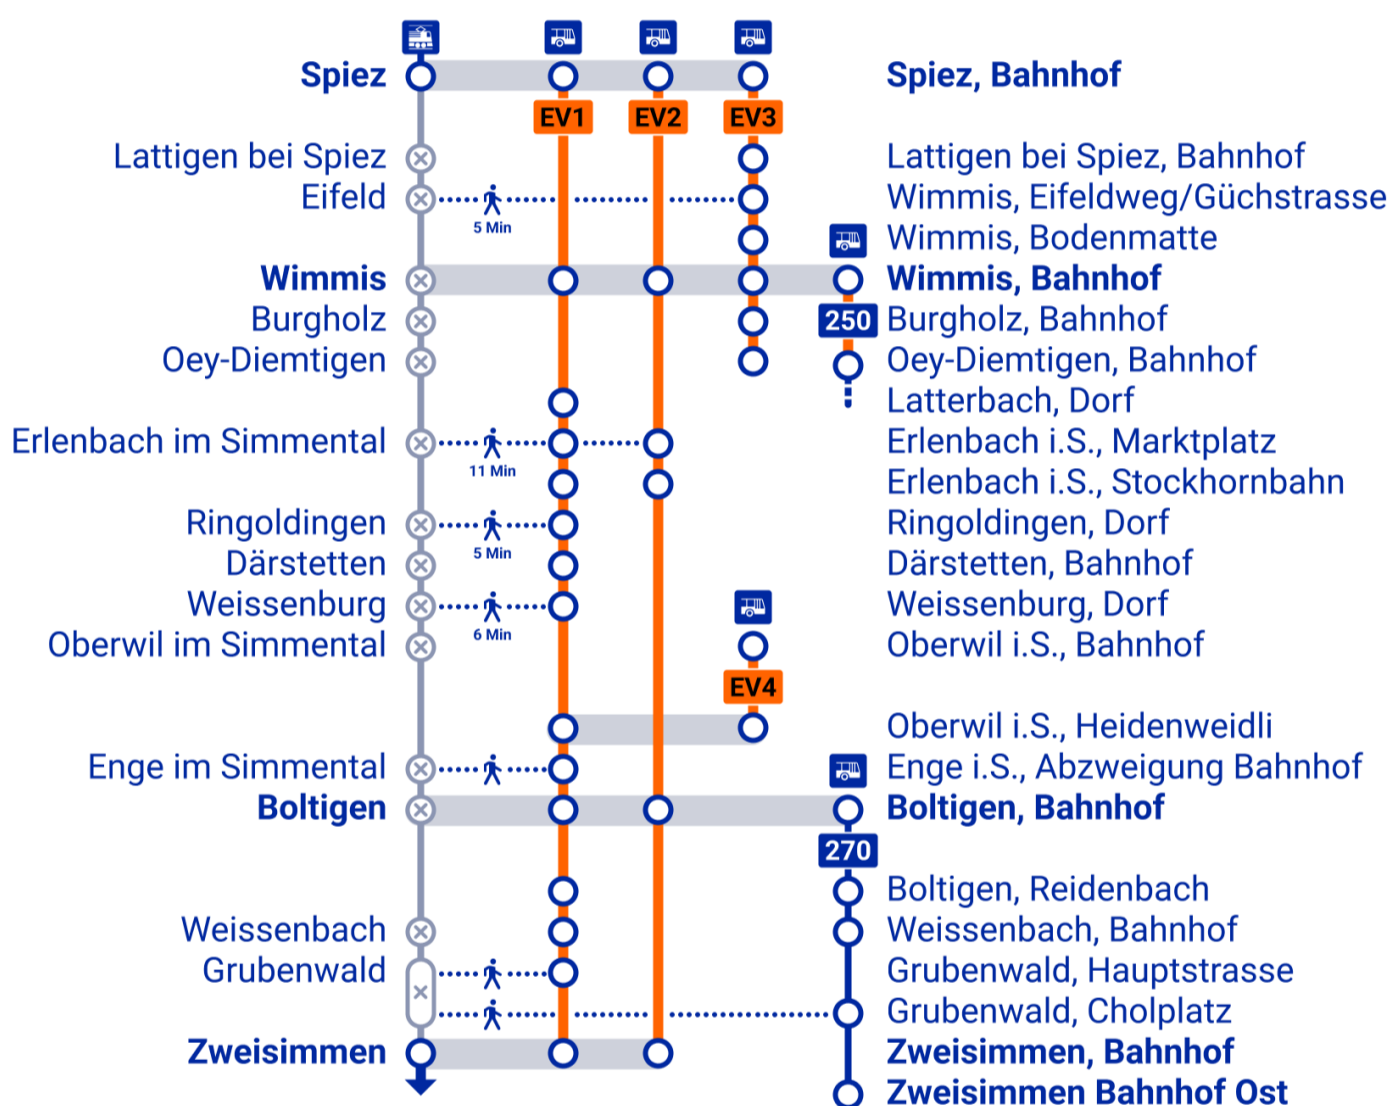 Spiez
Spiez, Bahnhof
EV1
EV2
EV3
Lattigen bei Spiez
Lattigen bei Spiez, Bahnhof
Eifeld
5 Min
Wimmis, Eifeldweg/Güchstrasse
Wimmis, Bodenmatte
Wimmis
Wimmis, Bahnhof
Burgholz
250
Burgholz, Bahnhof
Oey-Diemtigen
Oey-Diemtigen, Bahnhof
Latterbach, Dorf
Erlenbach im Simmental
11 Min
Erlenbach i.S., Marktplatz
Erlenbach i.S., Stockhornbahn
Ringoldingen
5 Min
Ringoldingen, Dorf
Därstetten
Därstetten, Bahnhof
Weissenburg
6 Min
Weissenburg, Dorf
Oberwil im Simmental
Oberwil i.S., Bahnhof
EV4
Oberwil i.S., Heidenweidli
Enge im Simmental
Enge i.S., Abzweigung Bahnhof
Boltigen
Boltigen, Bahnhof
270
Boltigen, Reidenbach
Weissenbach
Weissenbach, Bahnhof
Grubenwald
Grubenwald, Hauptstrasse
Grubenwald, Cholplatz
Zweisimmen
Zweisimmen, Bahnhof
Zweisimmen Bahnhof Ost